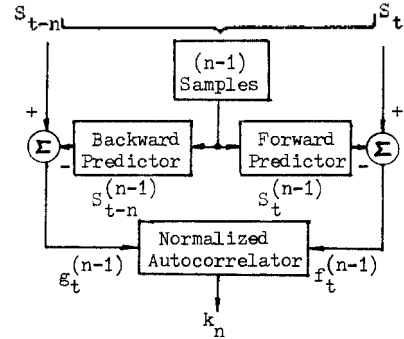 S_{t-n} S_t
(n-1)
Samples
+ +
Σ Backward Predictor Forward Predictor Σ
- -
S_{t-n}^{(n-1)} S_t^{(n-1)}
Normalized
Autocorrelator
g_t^{(n-1)} f_t^{(n-1)}
k_n